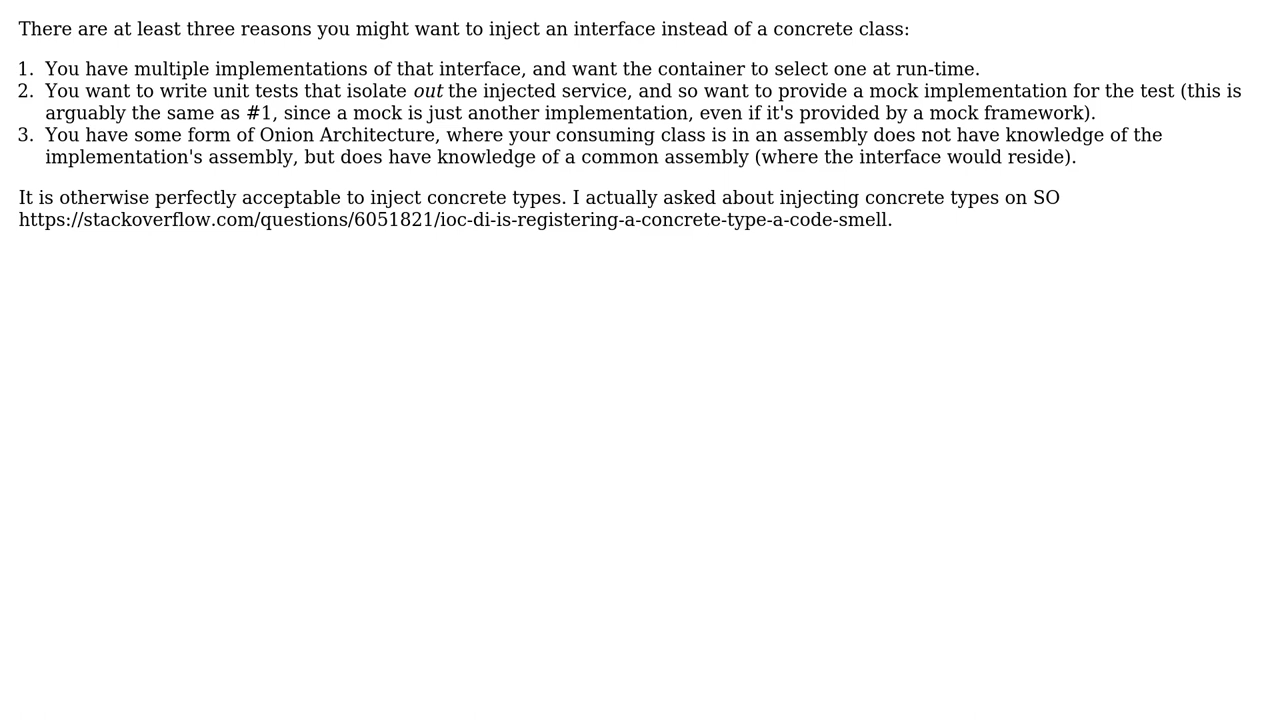 There are at least three reasons you might want to inject an interface instead of a concrete class:
1. You have multiple implementations of that interface, and want the container to select one at run-time.
2. You want to write unit tests that isolate out the injected service, and so want to provide a mock implementation for the test (this is
arguably the same as #1, since a mock is just another implementation, even if it's provided by a mock framework).
3. You have some form of Onion Architecture, where your consuming class is in an assembly does not have knowledge of the
implementation's assembly, but does have knowledge of a common assembly (where the interface would reside).
It is otherwise perfectly acceptable to inject concrete types. I actually asked about injecting concrete types on SO
https://stackoverflow.com/questions/6051821/ioc-di-is-registering-a-concrete-type-a-code-smell.